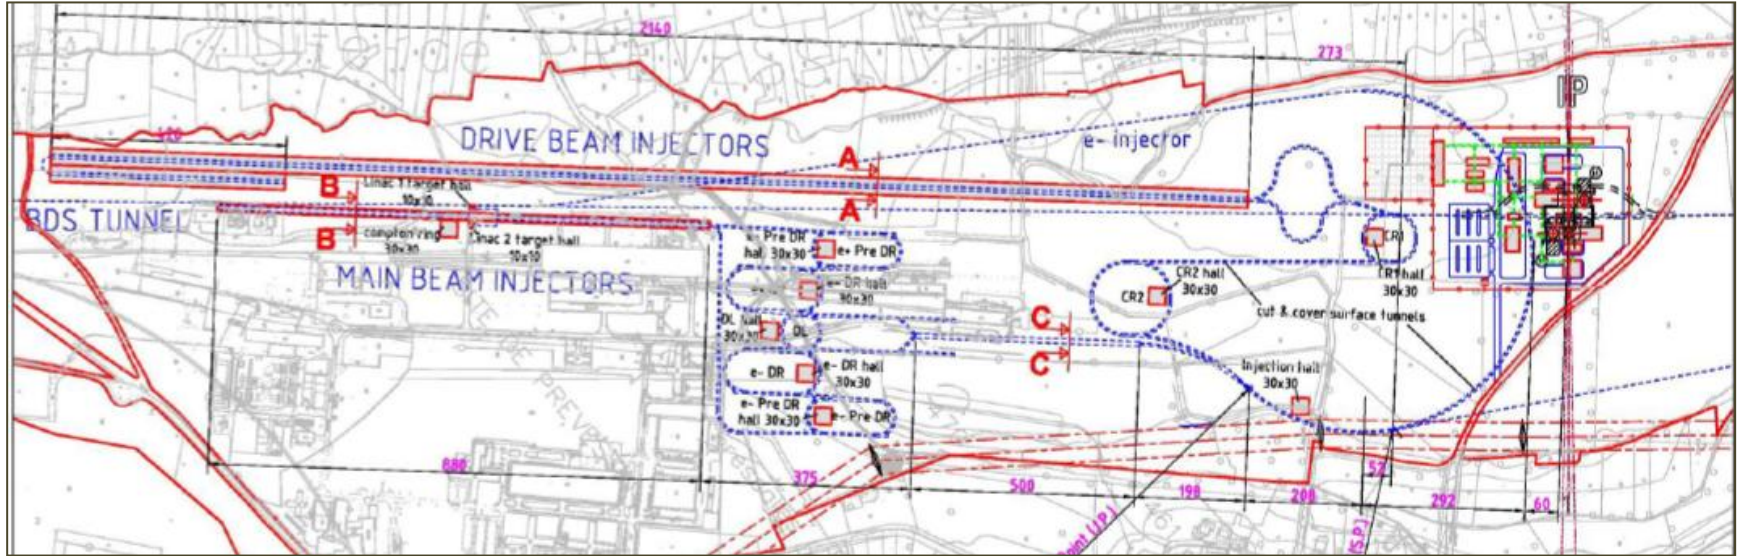 2140
273
IP
DRIVE BEAM INJECTORS
e- injector
A
A
B
B
Linac 1 target hall
10x10
BDS TUNNEL
compton ring
30x30
Linac 2 target hall
10x10
MAIN BEAM INJECTORS
e+ Pre DR
hall 30x30
e+ Pre DR
e- DR hall
30x30
DL hall
30x30
DL
e- DR
e- DR hall
30x30
e- Pre DR
hall 30x30
e- Pre DR
CR1
CR1 hall
30x30
CR2
CR2 hall
30x30
cut & cover surface tunnels
C
C
Injection hall
30x30
880
375
500
198
208
52
292
60